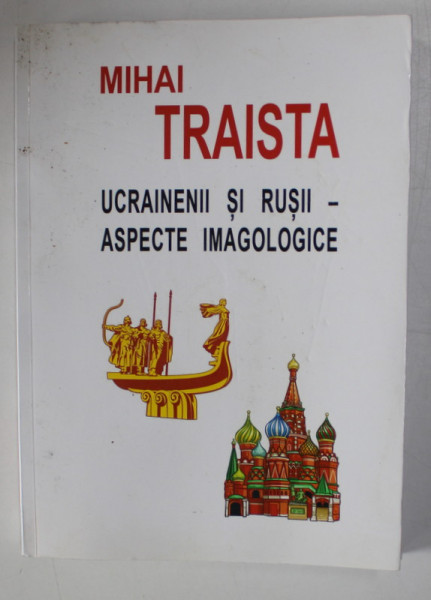 MIHAI
TRAISTA
UCRAINENII ȘI RUȘII –
ASPECTE IMAGOLOGICE